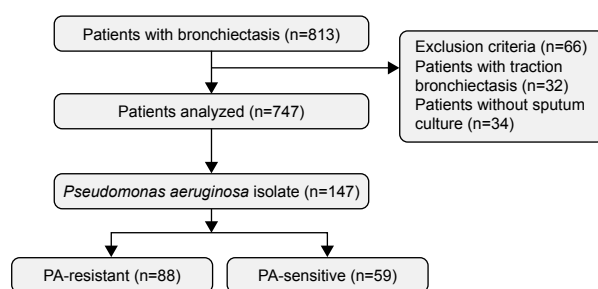 Patients with bronchiectasis (n=813)
Exclusion criteria (n=66)
Patients with traction
bronchiectasis (n=32)
Patients without sputum
culture (n=34)
Patients analyzed (n=747)
Pseudomonas aeruginosa isolate (n=147)
PA-resistant (n=88)
PA-sensitive (n=59)